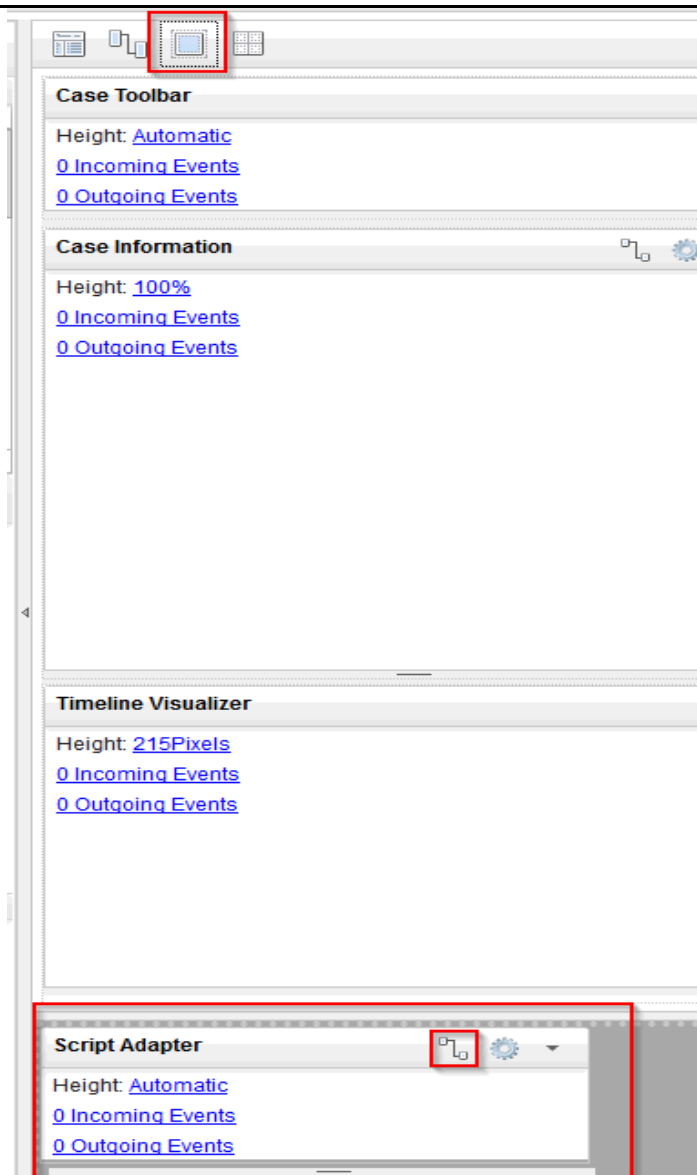 Case Toolbar
Height: Automatic
0 Incoming Events
0 Outgoing Events
Case Information
Height: 100%
0 Incoming Events
0 Outgoing Events
Timeline Visualizer
Height: 215Pixels
0 Incoming Events
0 Outgoing Events
Script Adapter
Height: Automatic
0 Incoming Events
0 Outgoing Events